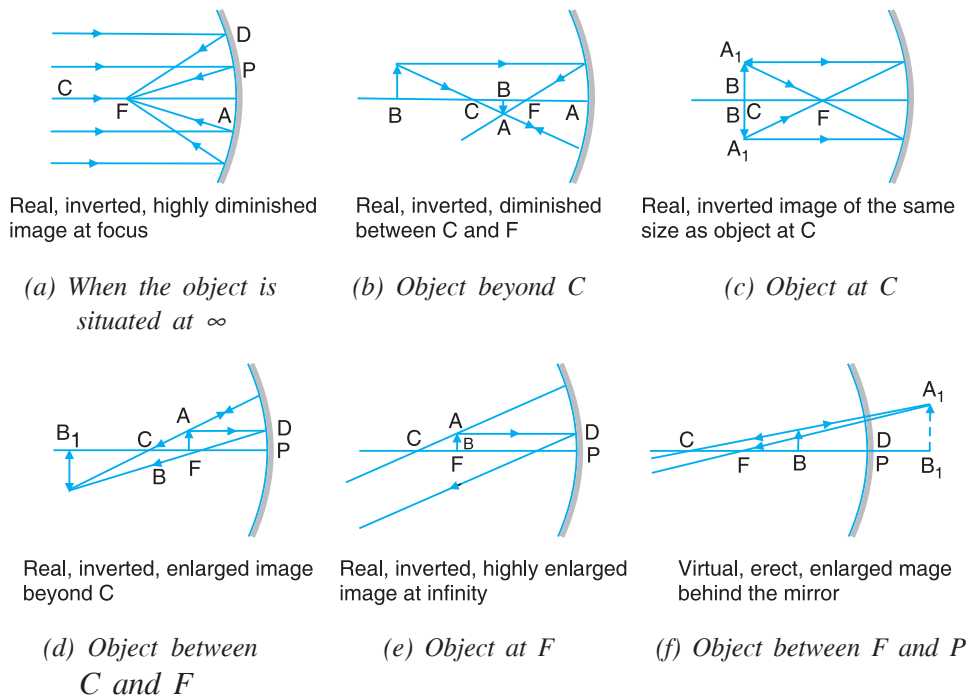 D
P
C
F
A
Real, inverted, highly diminished
image at focus
(a) When the object is
situated at ∞
B
B
C
F
A
A
Real, inverted, diminished
between C and F
(b) Object beyond C
A1
B
C
B
F
A1
Real, inverted image of the same
size as object at C
(c) Object at C
A
D
B1
C
P
B
F
Real, inverted, enlarged image
beyond C
(d) Object between
C and F
A
B
D
C
F
P
Real, inverted, highly enlarged
image at infinity
(e) Object at F
A1
C
D
F
B
P
B1
Virtual, erect, enlarged mage
behind the mirror
(f) Object between F and P